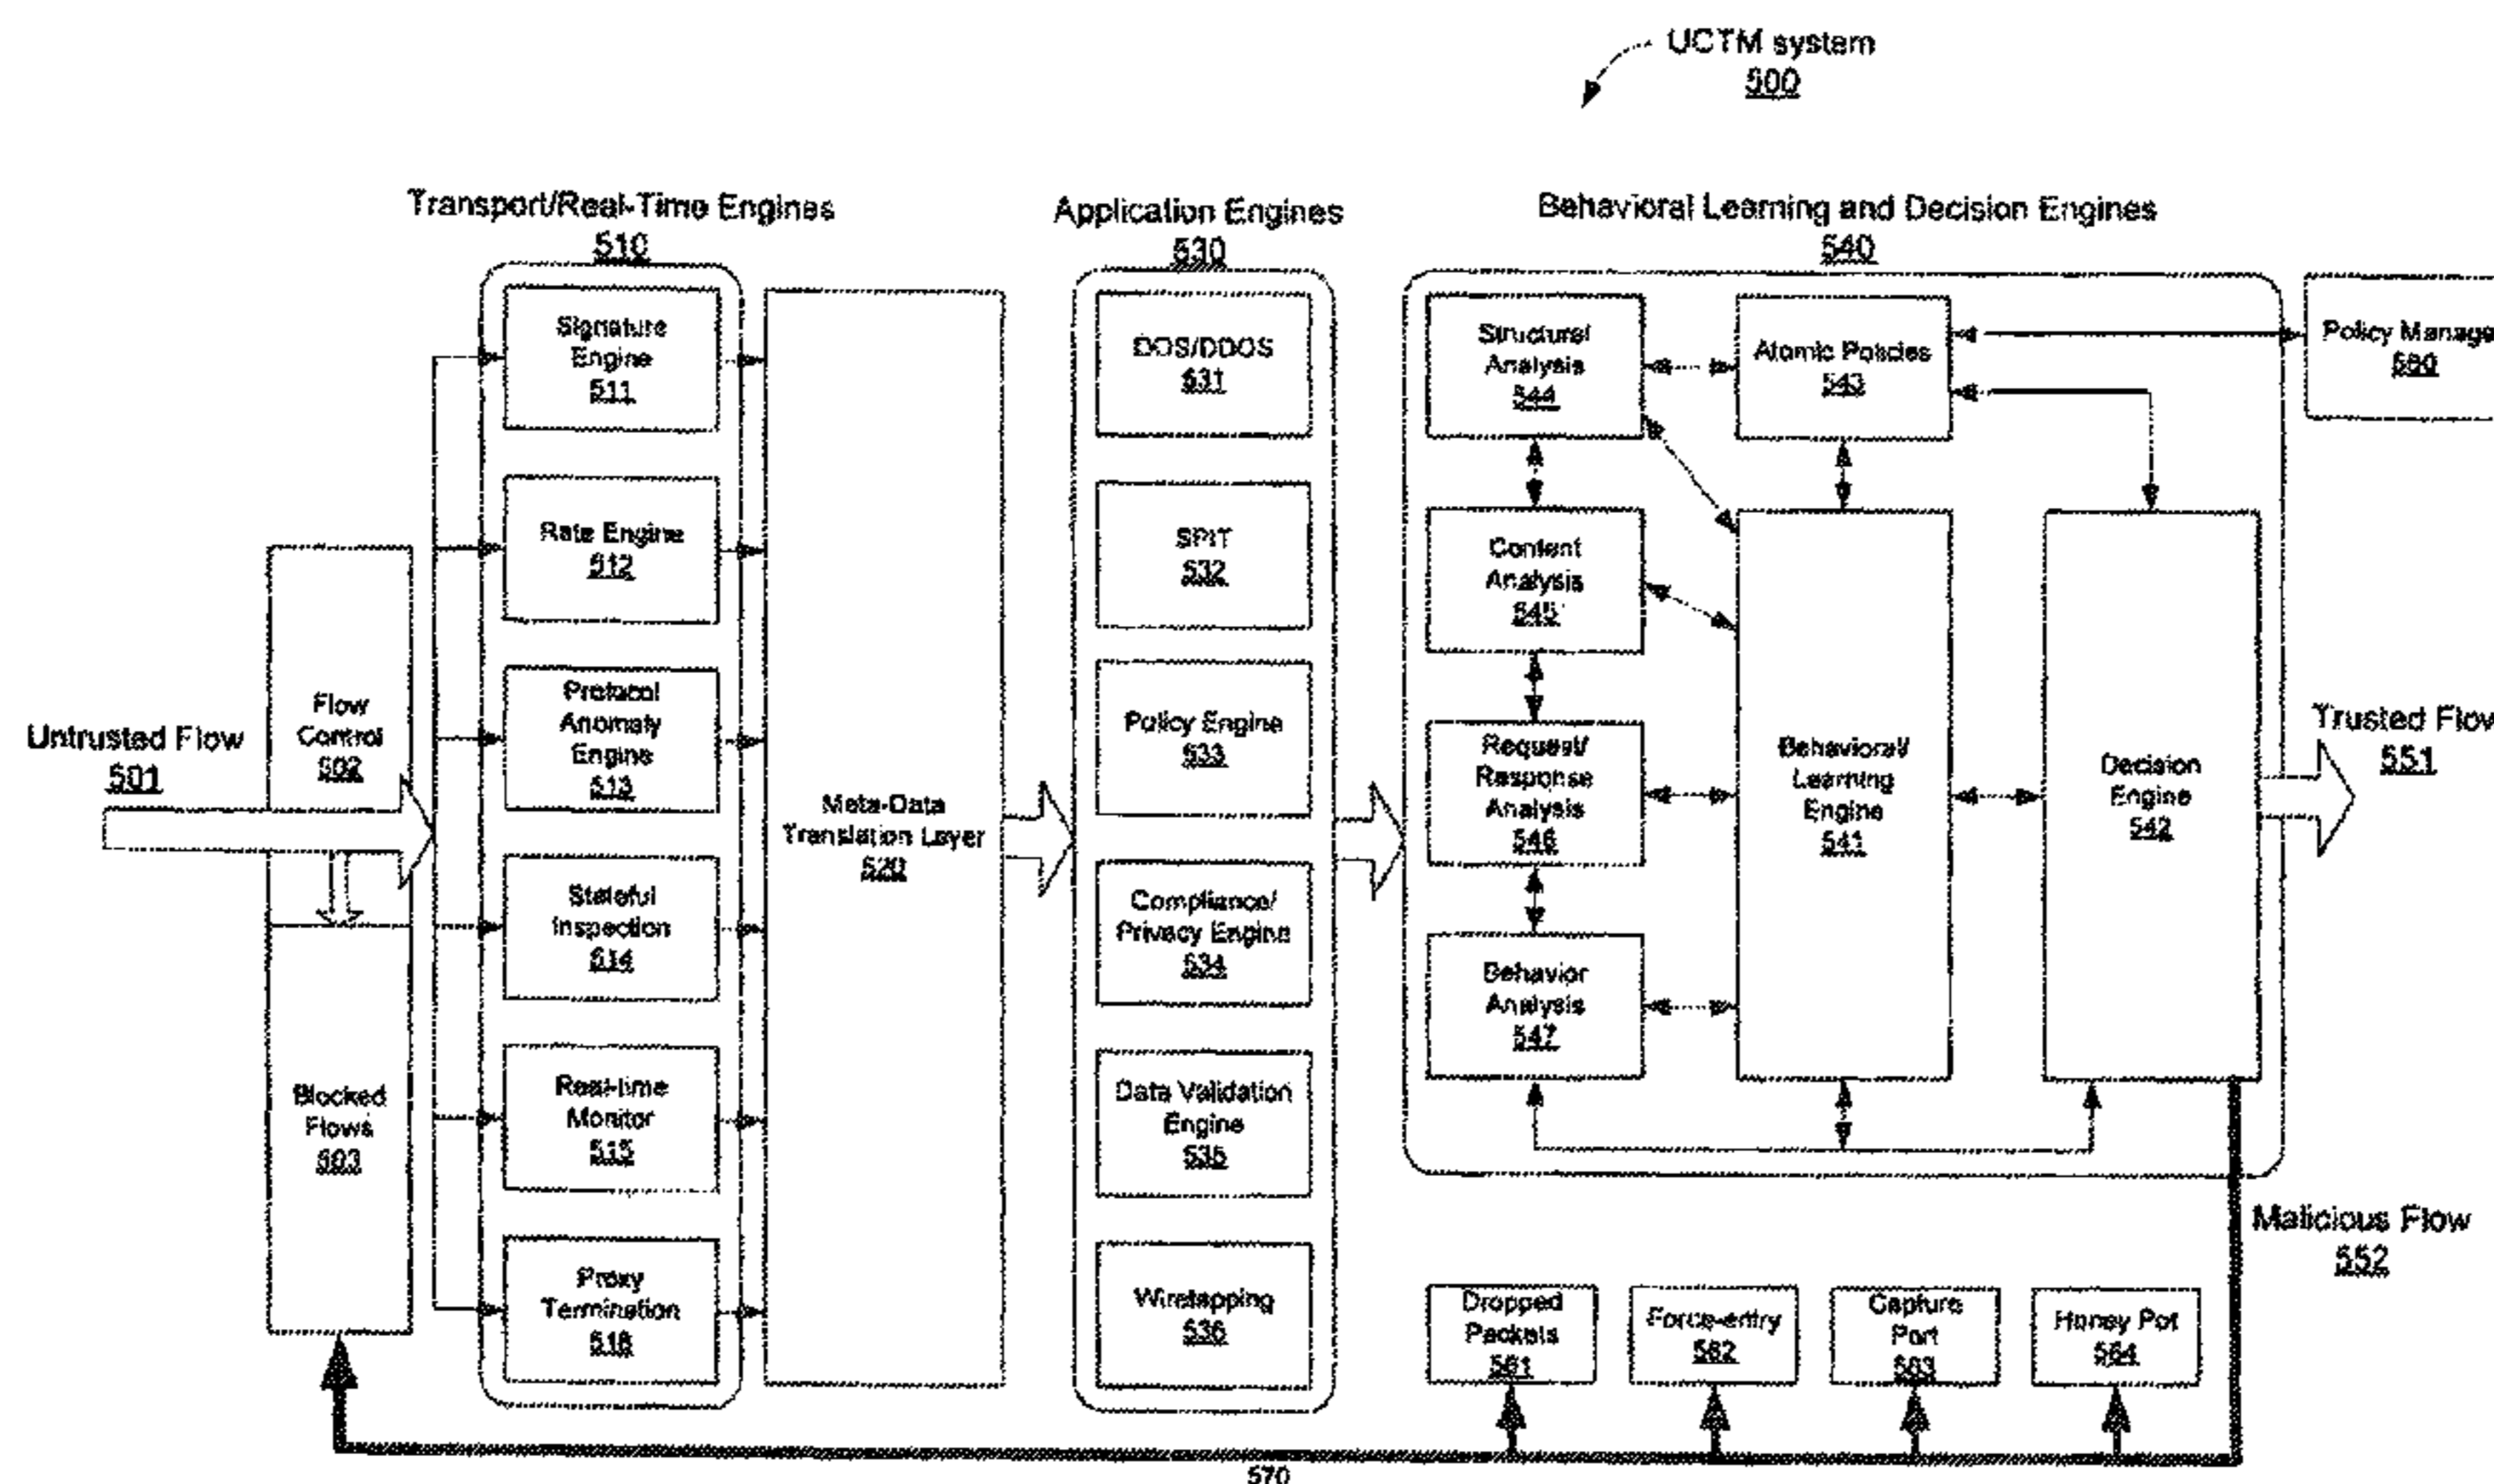 UCTM system
500
Transport/Real-Time Engines
510
Application Engines
530
Behavioral Learning and Decision Engines
540
Untrusted Flow
501
Flow
Control
502
Blocked
Flows
503
Signature
Engine
511
Rate Engine
512
Protocol
Anomaly
Engine
513
Stateful
Inspection
514
Real-time
Monitor
515
Proxy
Termination
516
Meta-Data
Translation Layer
520
DOS/DDOS
531
SPIT
532
Policy Engine
533
Compliance/
Privacy Engine
534
Data Validation
Engine
535
Wiretapping
536
Structural
Analysis
544
Atomic Policies
543
Content
Analysis
545
Request/
Response
Analysis
546
Behavior
Analysis
547
Behavioral/
Learning
Engine
541
Decision
Engine
542
Policy Manage
Trusted Flow
551
Malicious Flow
552
Dropped
Packets
561
Force-entry
562
Capture
Port
563
Honey Pot
564
570